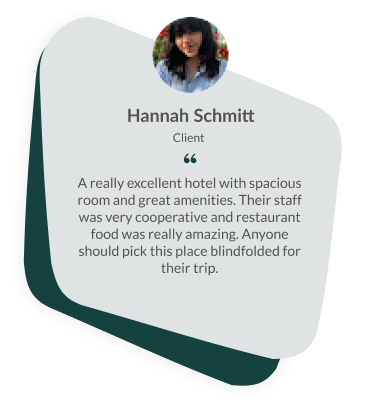 Hannah Schmitt
Client
“
A really excellent hotel with spacious
room and great amenities. Their staff
was very cooperative and restaurant
food was really amazing. Anyone
should pick this place blindfolded for
their trip.